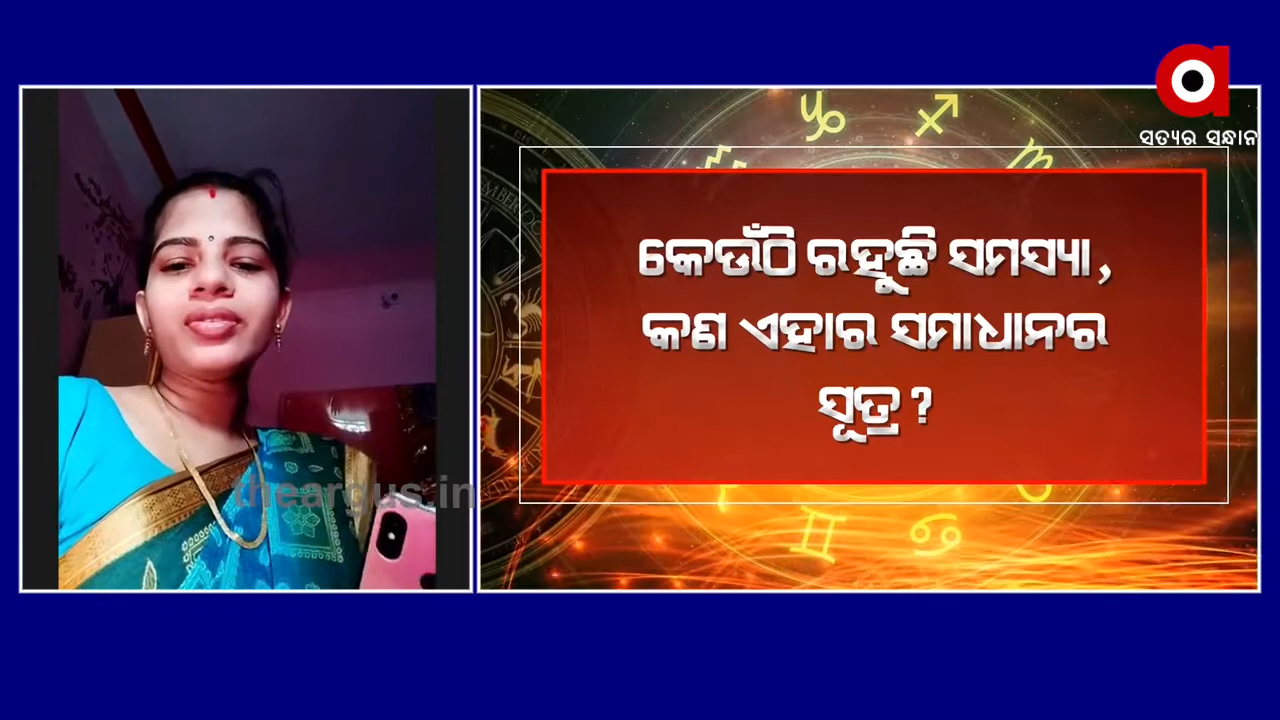 ସତ୍ୟର ସନ୍ଧାନ
କେଉଁଠି ରହୁଛି ସମସ୍ୟା,
କଣ ଏହାର ସମାଧାନର
ସୂତ୍ର ?
theargus.in